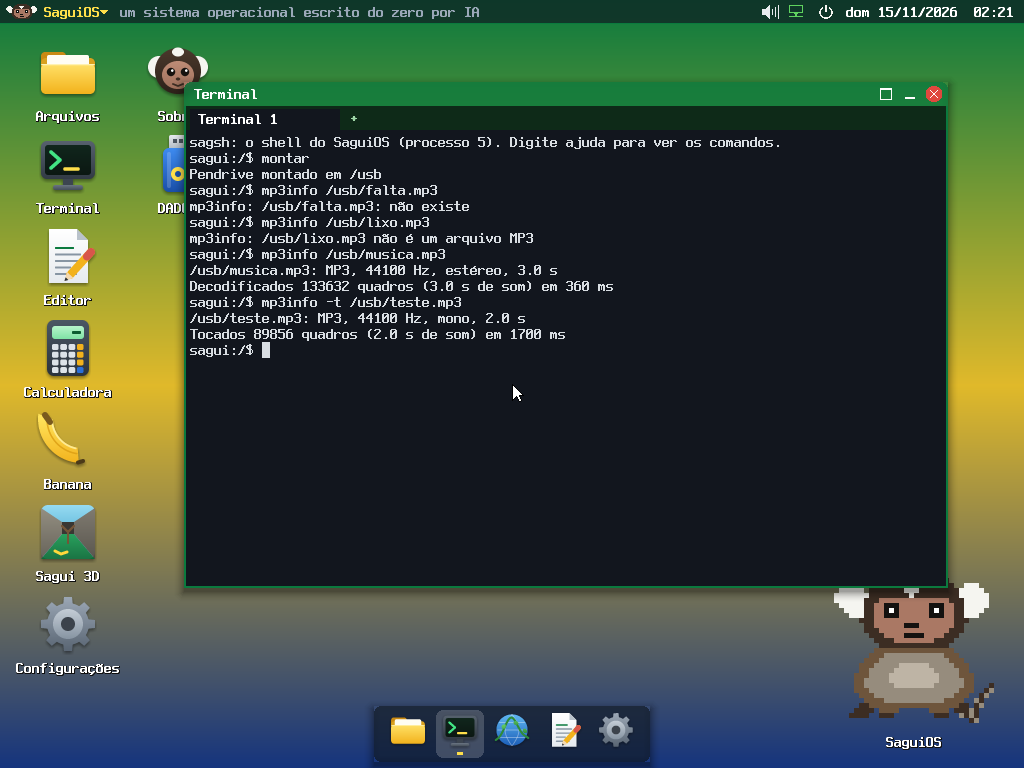 SaguiOS um sistema operacional escrito do zero por IA dom 15/11/2026 02:21
Arquivos
Terminal
Editor
Calculadora
Banana
Sagui 3D
Configurações
Terminal
Terminal 1 +
sagsh: o shell do SaguiOS (processo 5). Digite ajuda para ver os comandos.
sagui:/$ montar
Pendrive montado em /usb
sagui:/$ mp3info /usb/falta.mp3
mp3info: /usb/falta.mp3: não existe
sagui:/$ mp3info /usb/lixo.mp3
mp3info: /usb/lixo.mp3 não é um arquivo MP3
sagui:/$ mp3info /usb/musica.mp3
/usb/musica.mp3: MP3, 44100 Hz, estéreo, 3.0 s
Decodificados 133632 quadros (3.0 s de som) em 360 ms
sagui:/$ mp3info -t /usb/teste.mp3
/usb/teste.mp3: MP3, 44100 Hz, mono, 2.0 s
Tocados 89856 quadros (2.0 s de som) em 1700 ms
sagui:/$
SaguiOS